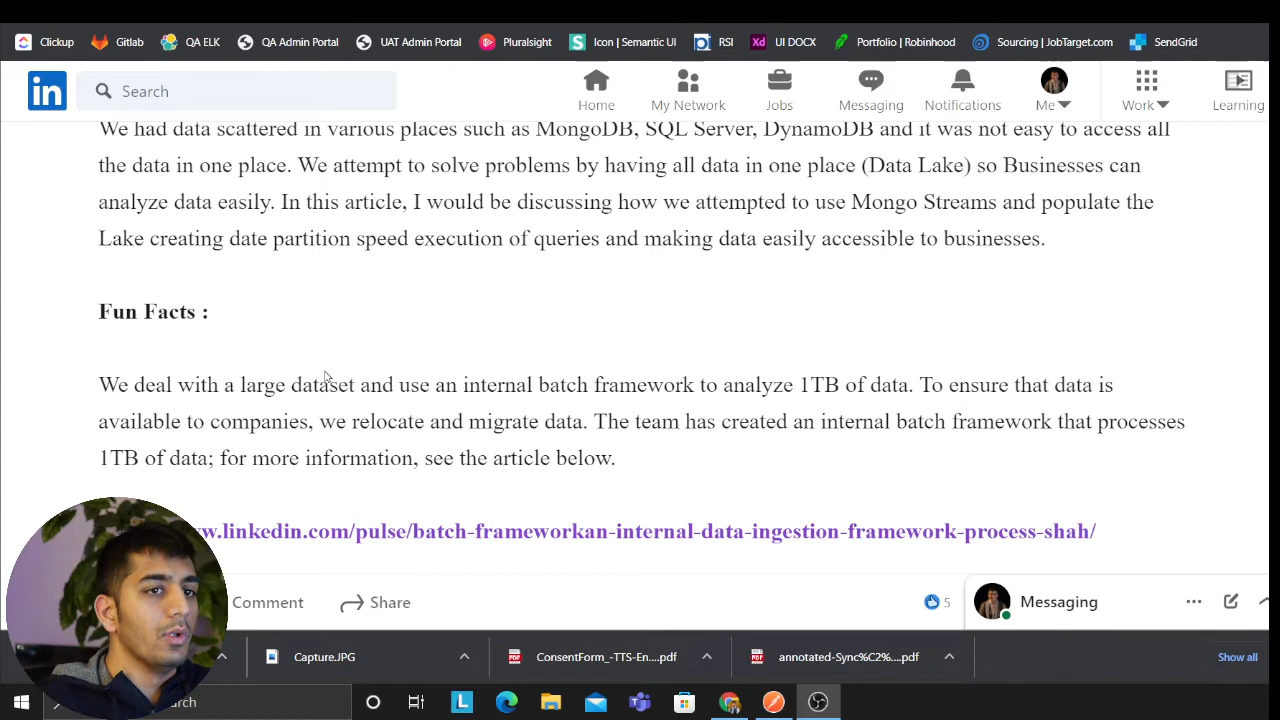 Clickup Gitlab QA ELK QA Admin Portal UAT Admin Portal Pluralsight Icon | Semantic UI RSI UI DOCX Portfolio | Robinhood Sourcing | JobTarget.com SendGrid
in Search Home My Network Jobs Messaging Notifications Me Work Learning
We had data scattered in various places such as MongoDB, SQL Server, DynamoDB and it was not easy to access all
the data in one place. We attempt to solve problems by having all data in one place (Data Lake) so Businesses can
analyze data easily. In this article, I would be discussing how we attempted to use Mongo Streams and populate the
Lake creating date partition speed execution of queries and making data easily accessible to businesses.
Fun Facts :
We deal with a large dataset and use an internal batch framework to analyze 1TB of data. To ensure that data is
available to companies, we relocate and migrate data. The team has created an internal batch framework that processes
1TB of data; for more information, see the article below.
w.linkedin.com/pulse/batch-frameworkan-internal-data-ingestion-framework-process-shah/
Comment Share 5 Messaging
Capture.JPG ConsentForm_-TTS-En....pdf annotated-Sync%C2%....pdf Show all
rch L